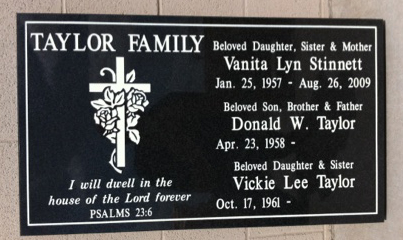 TAYLOR FAMILY
I will dwell in the
house of the Lord forever
PSALMS 23:6
Beloved Daughter, Sister & Mother
Vanita Lyn Stinnett
Jan. 25, 1957 - Aug. 26, 2009
Beloved Son, Brother & Father
Donald W. Taylor
Apr. 23, 1958 -
Beloved Daughter & Sister
Vickie Lee Taylor
Oct. 17, 1961 -